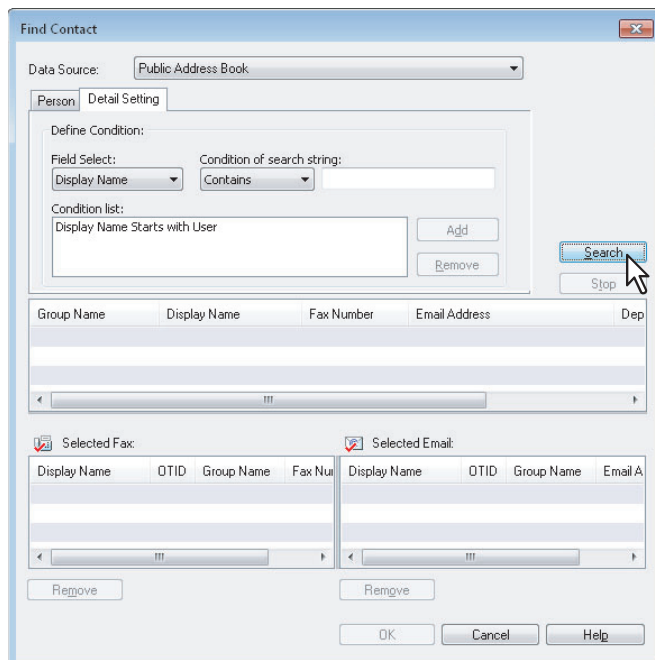 Find Contact
Data Source: Public Address Book
Person Detail Setting
Define Condition:
Field Select: Condition of search string:
Display Name Contains
Condition list:
Display Name Starts with User
Add
Remove
Search
Stop
Group Name Display Name Fax Number Email Address Dep
Selected Fax: Selected Email:
Display Name OTID Group Name Fax Nu Display Name OTID Group Name Email A
Remove Remove
OK Cancel Help